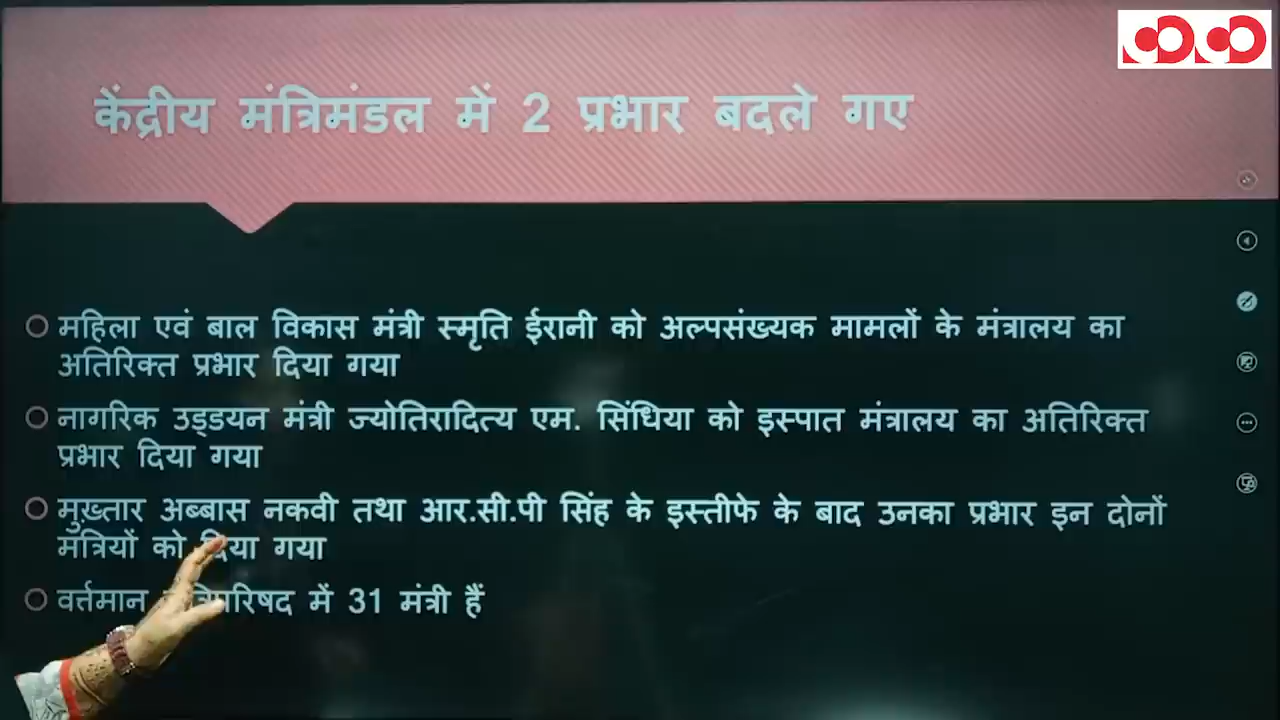 केंद्रीय मंत्रिमंडल में 2 प्रभार बदले गए
महिला एवं बाल विकास मंत्री स्मृति ईरानी को अल्पसंख्यक मामलों के मंत्रालय का
अतिरिक्त प्रभार दिया गया
नागरिक उड्डयन मंत्री ज्योतिरादित्य एम. सिंधिया को इस्पात मंत्रालय का अतिरिक्त
प्रभार दिया गया
मुख़्तार अब्बास नकवी तथा आर.सी.पी सिंह के इस्तीफे के बाद उनका प्रभार इन दोनों
मंत्रियों को दिया गया
वर्त्तमान में 31 मंत्री हैं